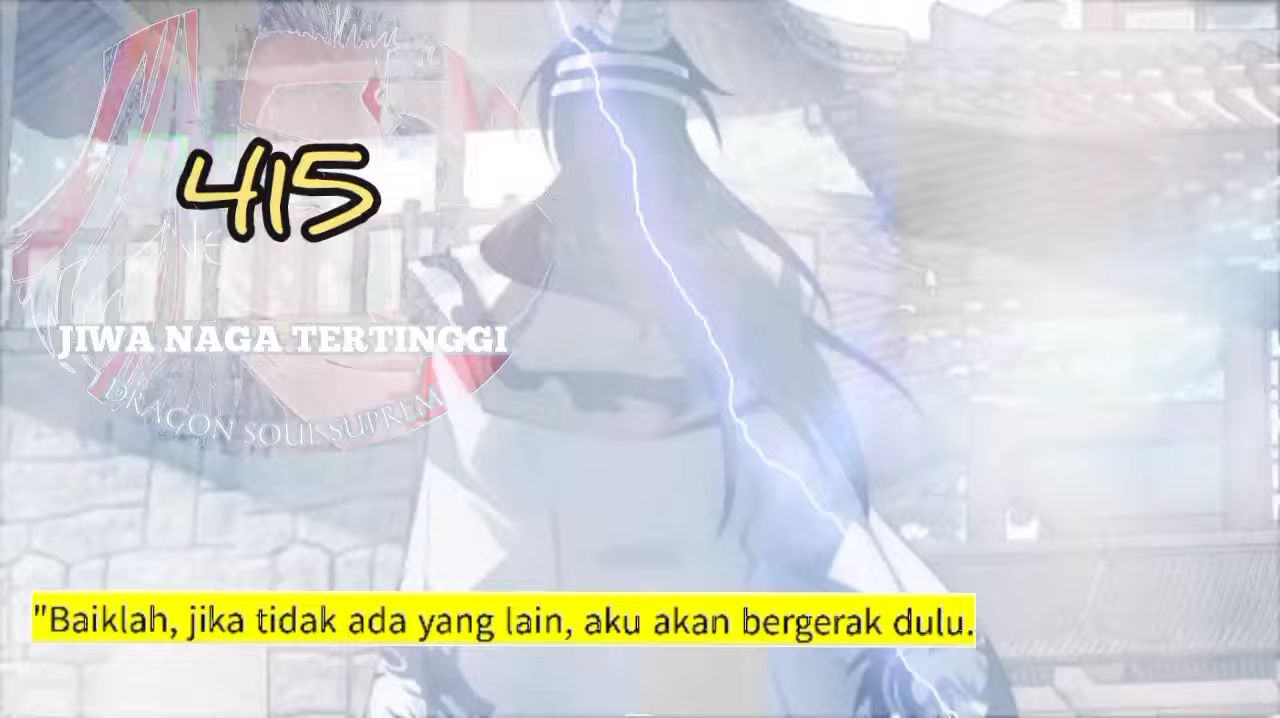 415
JIWA NAGA TERTINGGI
DRAGON SOUL SUPREM
"Baiklah, jika tidak ada yang lain, aku akan bergerak dulu.